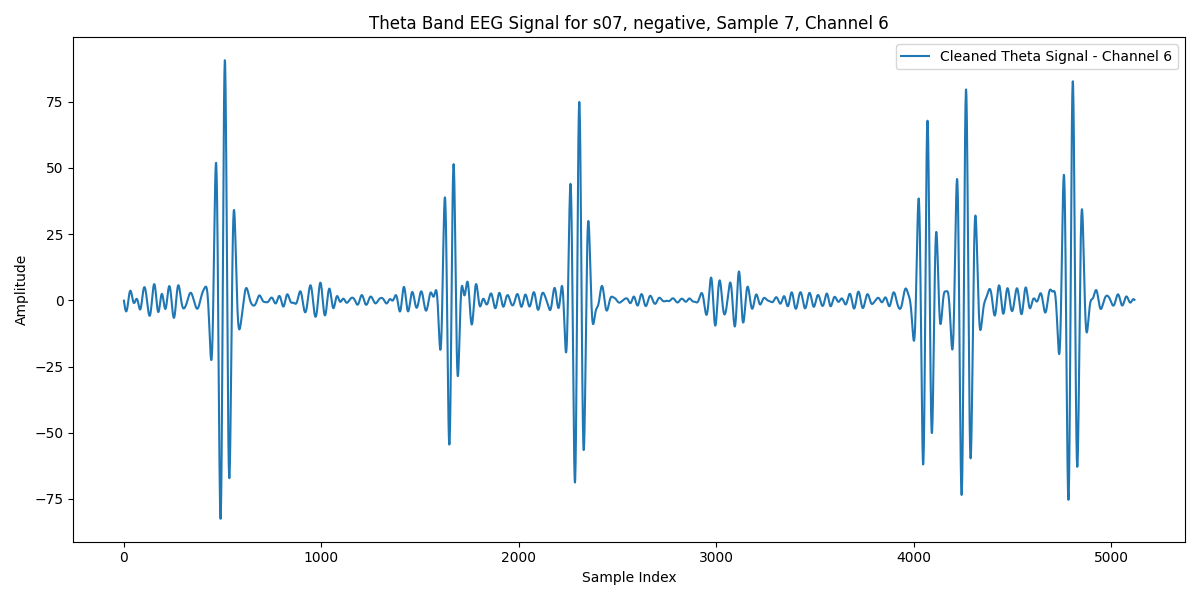 Theta Band EEG Signal for s07, negative, Sample 7, Channel 6
Cleaned Theta Signal - Channel 6
Amplitude
75
50
25
0
−25
−50
−75
0 1000 2000 3000 4000 5000
Sample Index